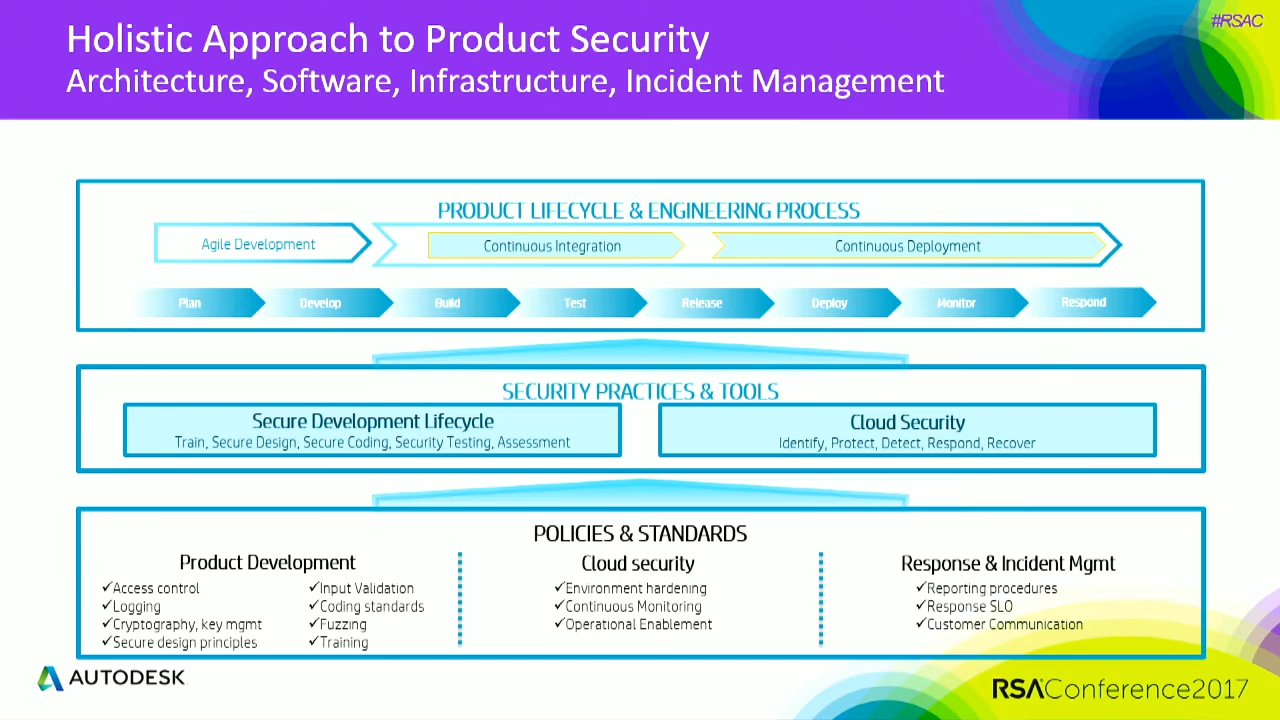 #RSAC
Holistic Approach to Product Security
Architecture, Software, Infrastructure, Incident Management
PRODUCT LIFECYCLE & ENGINEERING PROCESS
Agile Development
Continuous Integration
Continuous Deployment
Plan
Develop
Build
Test
Release
Deploy
Monitor
Respond
SECURITY PRACTICES & TOOLS
Secure Development Lifecycle
Train, Secure Design, Secure Coding, Security Testing, Assessment
Cloud Security
Identify, Protect, Detect, Respond, Recover
POLICIES & STANDARDS
Product Development
✓Access control
✓Logging
✓Cryptography, key mgmt
✓Secure design principles
✓Input Validation
✓Coding standards
✓Fuzzing
✓Training
Cloud security
✓Environment hardening
✓Continuous Monitoring
✓Operational Enablement
Response & Incident Mgmt
✓Reporting procedures
✓Response SLO
✓Customer Communication
AUTODESK
RSAConference2017